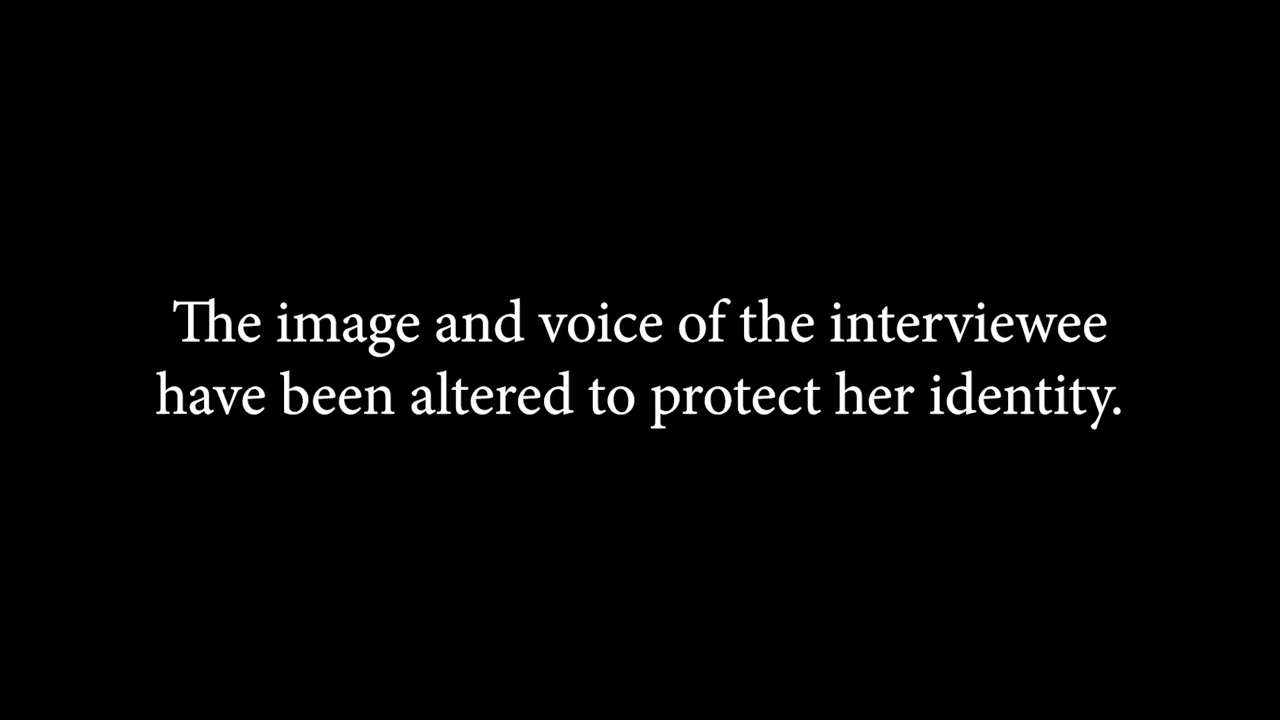 The image and voice of the interviewee
have been altered to protect her identity.